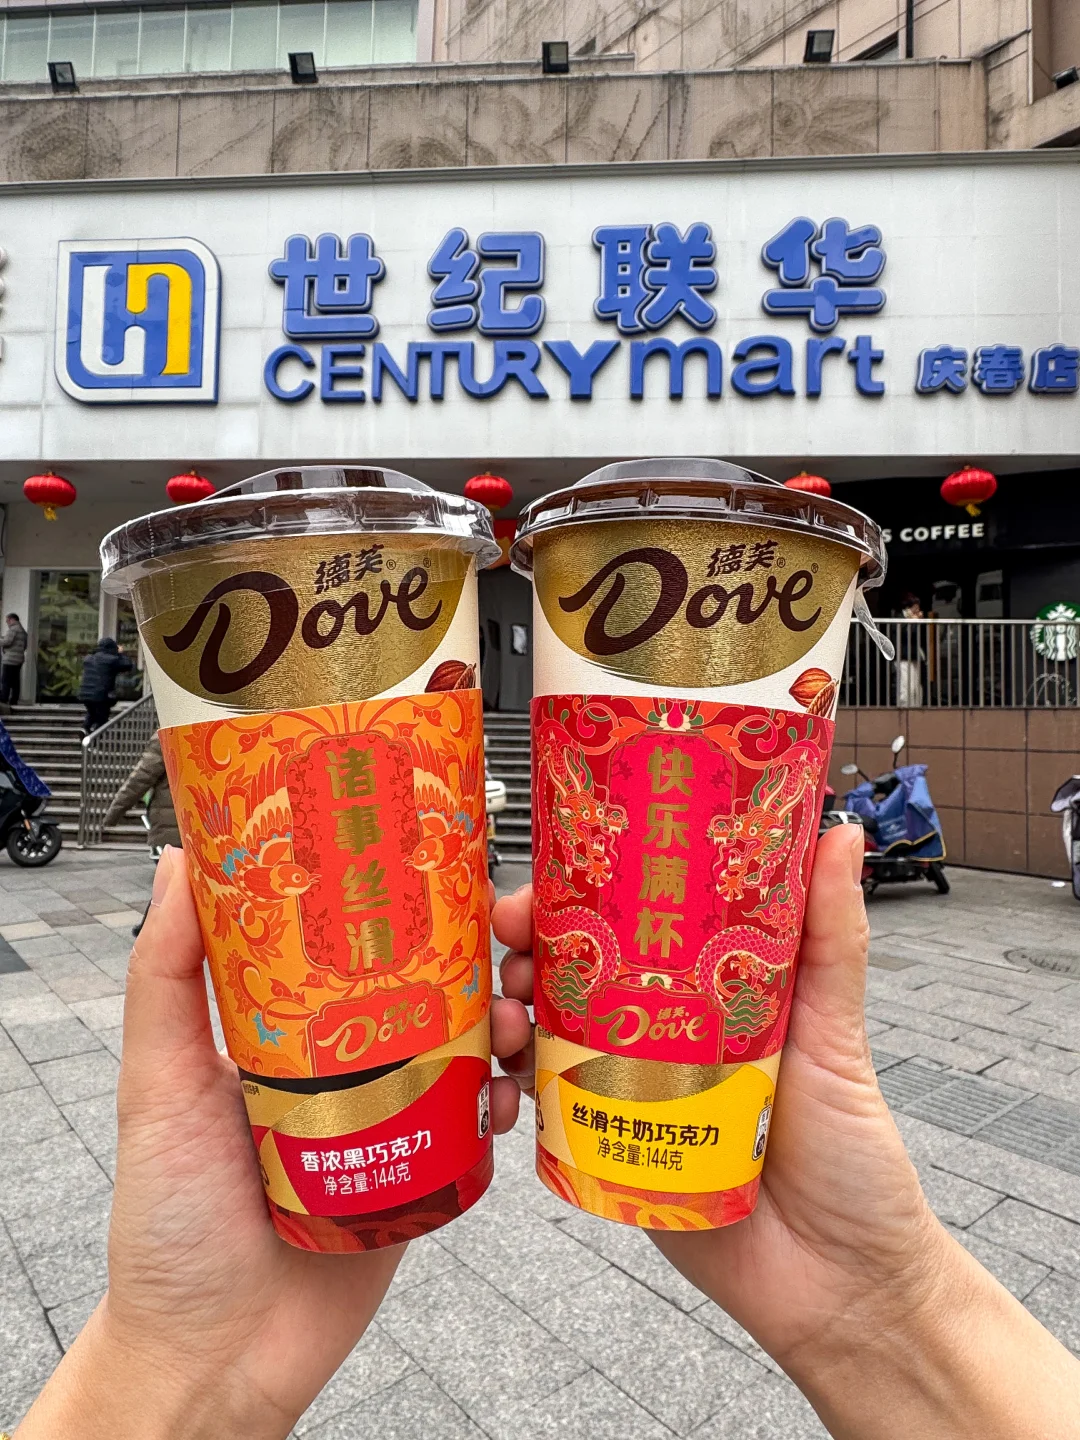 世纪联华
CENTURY mart 庆春店
S COFFEE
德芙®
Dove®
诸事丝滑
德芙
Dove
香浓黑巧克力
净含量:144克
德芙®
Dove®
快乐满杯
德芙
Dove
丝滑牛奶巧克力
净含量:144克